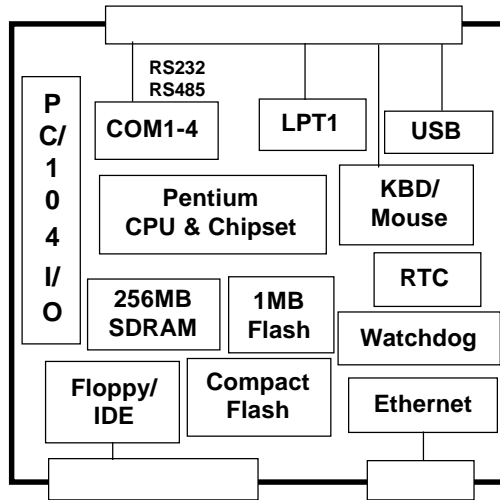 RS232
RS485
COM1-4
LPT1
USB
P
C/
1
0
4
I/
O
Pentium
CPU & Chipset
KBD/
Mouse
RTC
256MB
SDRAM
1MB
Flash
Watchdog
Floppy/
IDE
Compact
Flash
Ethernet